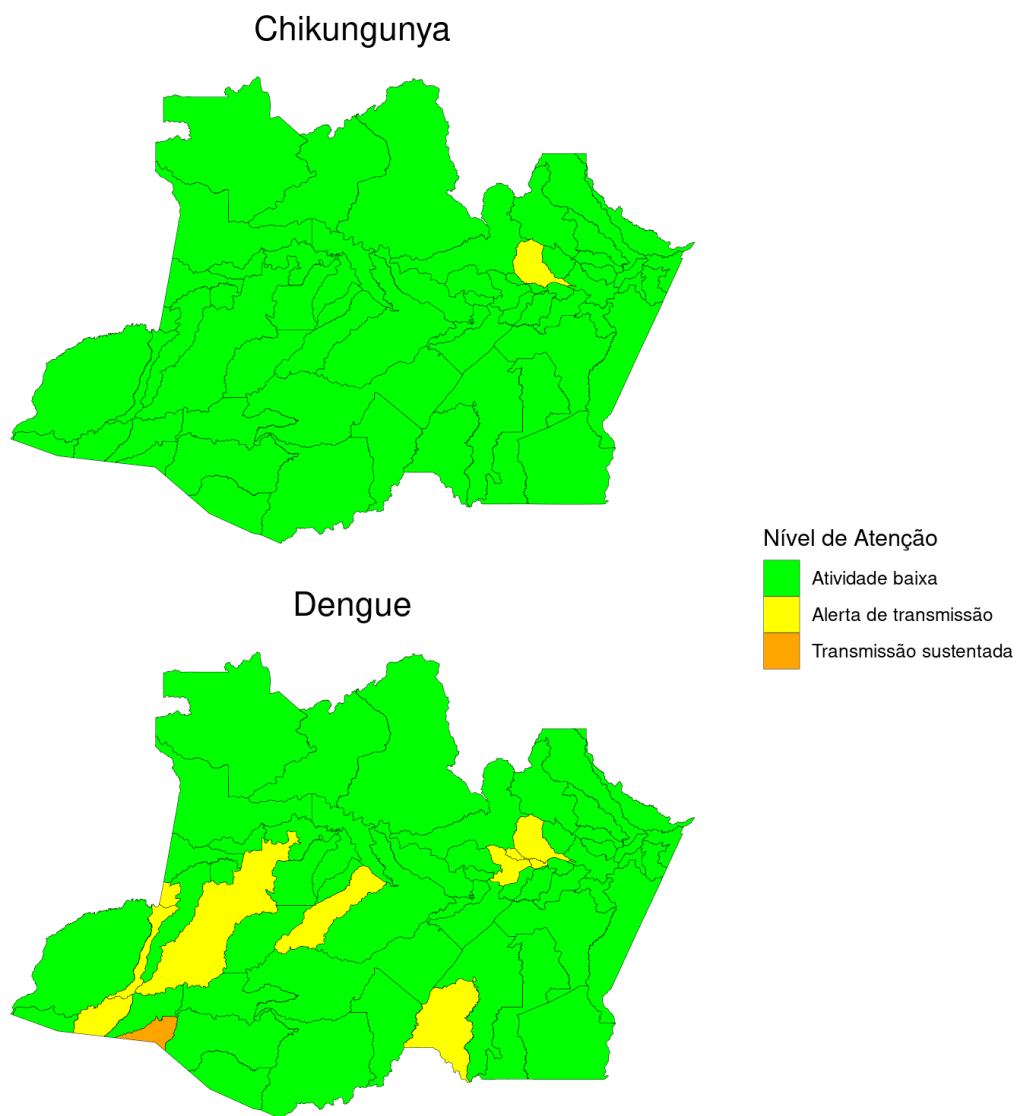 Chikungunya
Nível de Atenção
Atividade baixa
Alerta de transmissão
Transmissão sustentada
Dengue